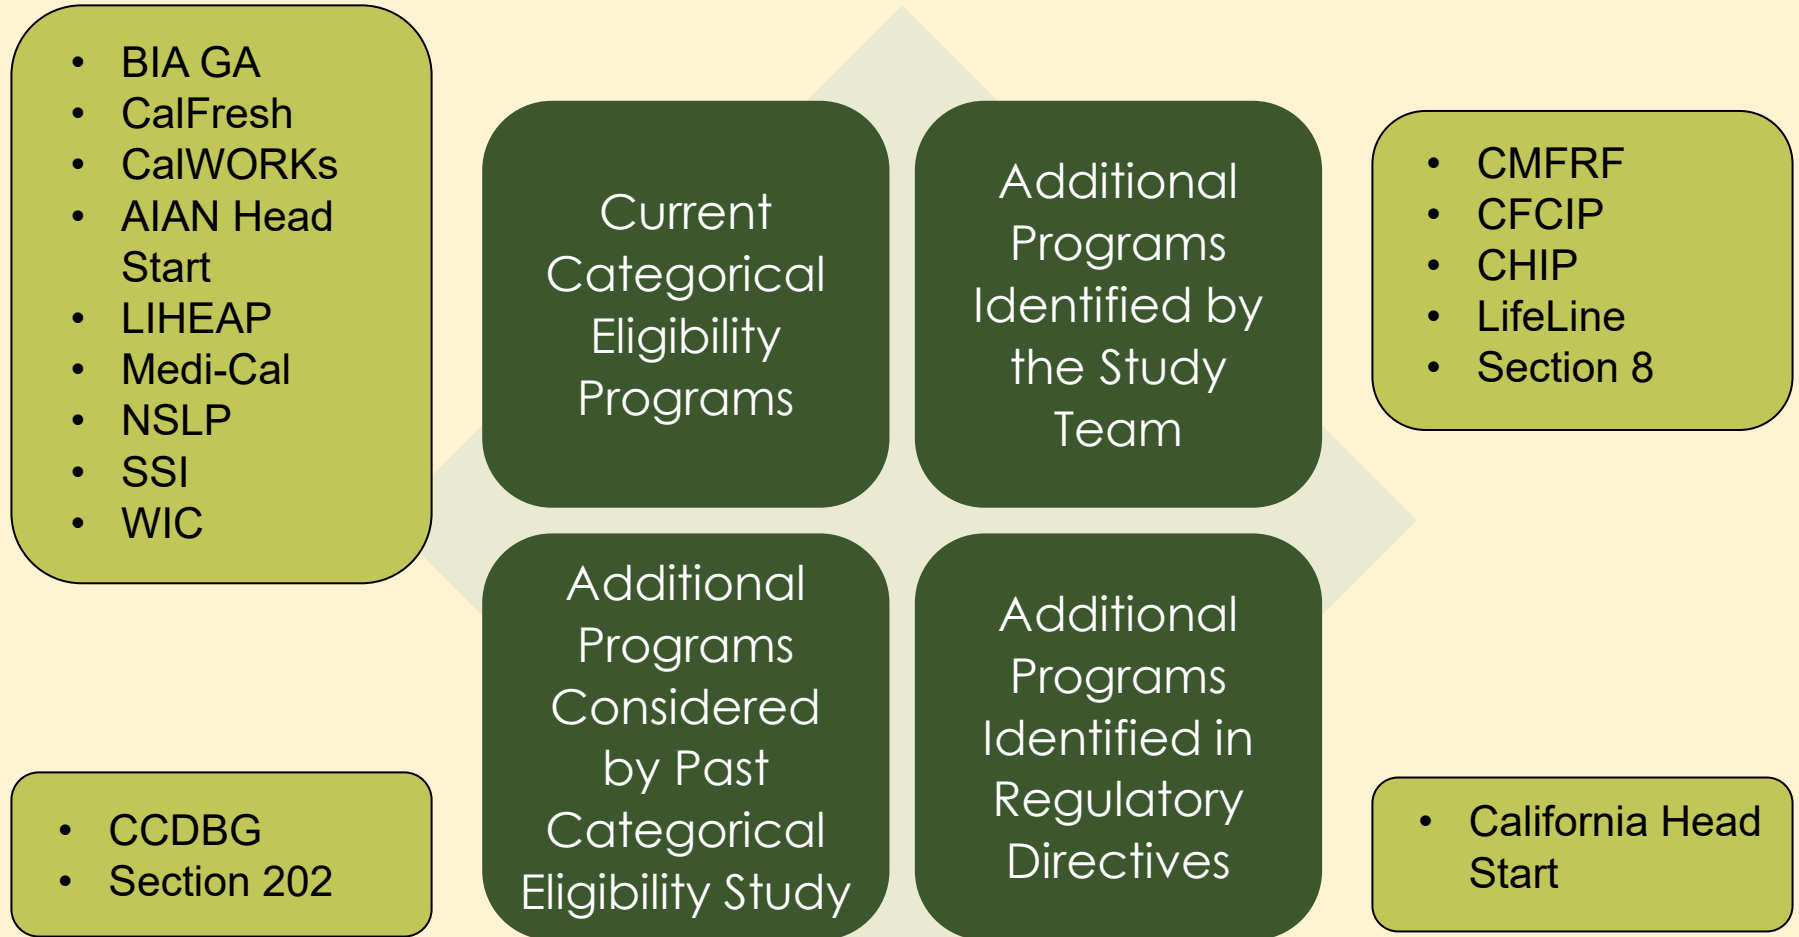 • BIA GA
• CalFresh
• CalWORKs
• AIAN Head
Start
• LIHEAP
• Medi-Cal
• NSLP
• SSI
• WIC
Current
Categorical
Eligibility
Programs
Additional
Programs
Identified by
the Study
Team
• CMFRF
• CFCIP
• CHIP
• LifeLine
• Section 8
• CCDBG
• Section 202
Additional
Programs
Considered
by Past
Categorical
Eligibility Study
Additional
Programs
Identified in
Regulatory
Directives
• California Head
Start